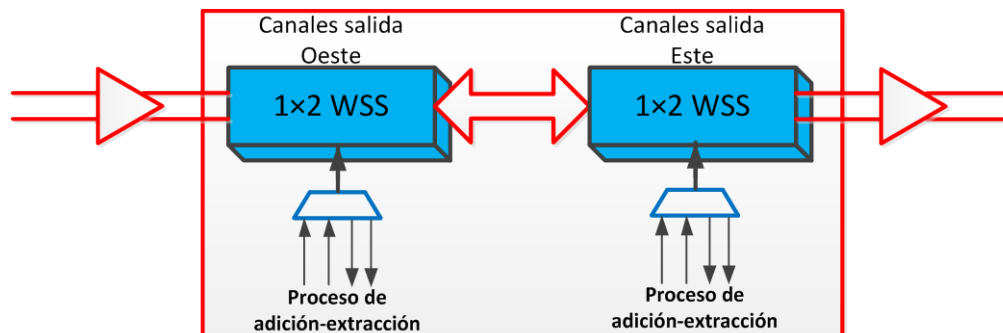 Canales salida
Oeste
1×2 WSS
Proceso de
adición-extracción
Canales salida
Este
1×2 WSS
Proceso de
adición-extracción